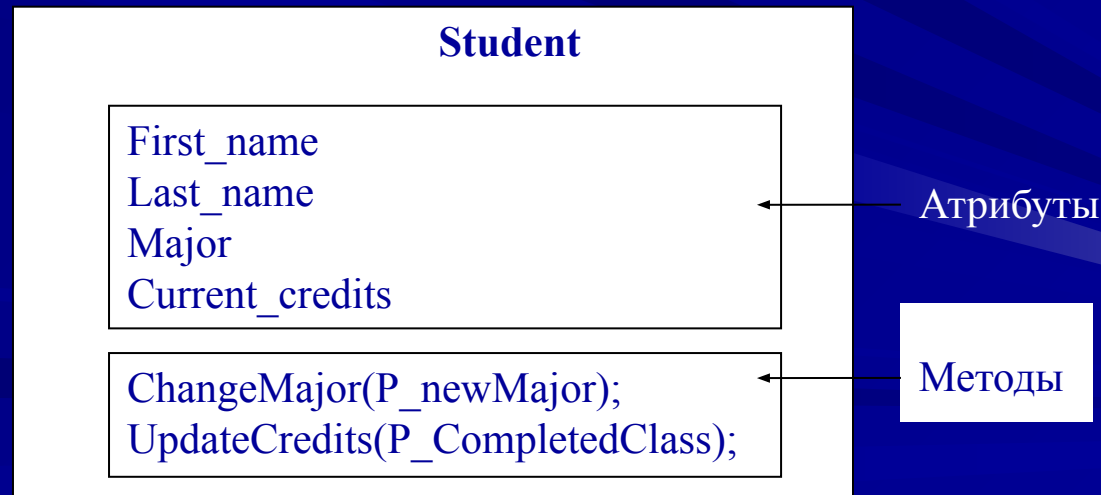 Student
First_name
Last_name
Major
Current_credits
Атрибуты
ChangeMajor(P_newMajor);
UpdateCredits(P_CompletedClass);
Методы